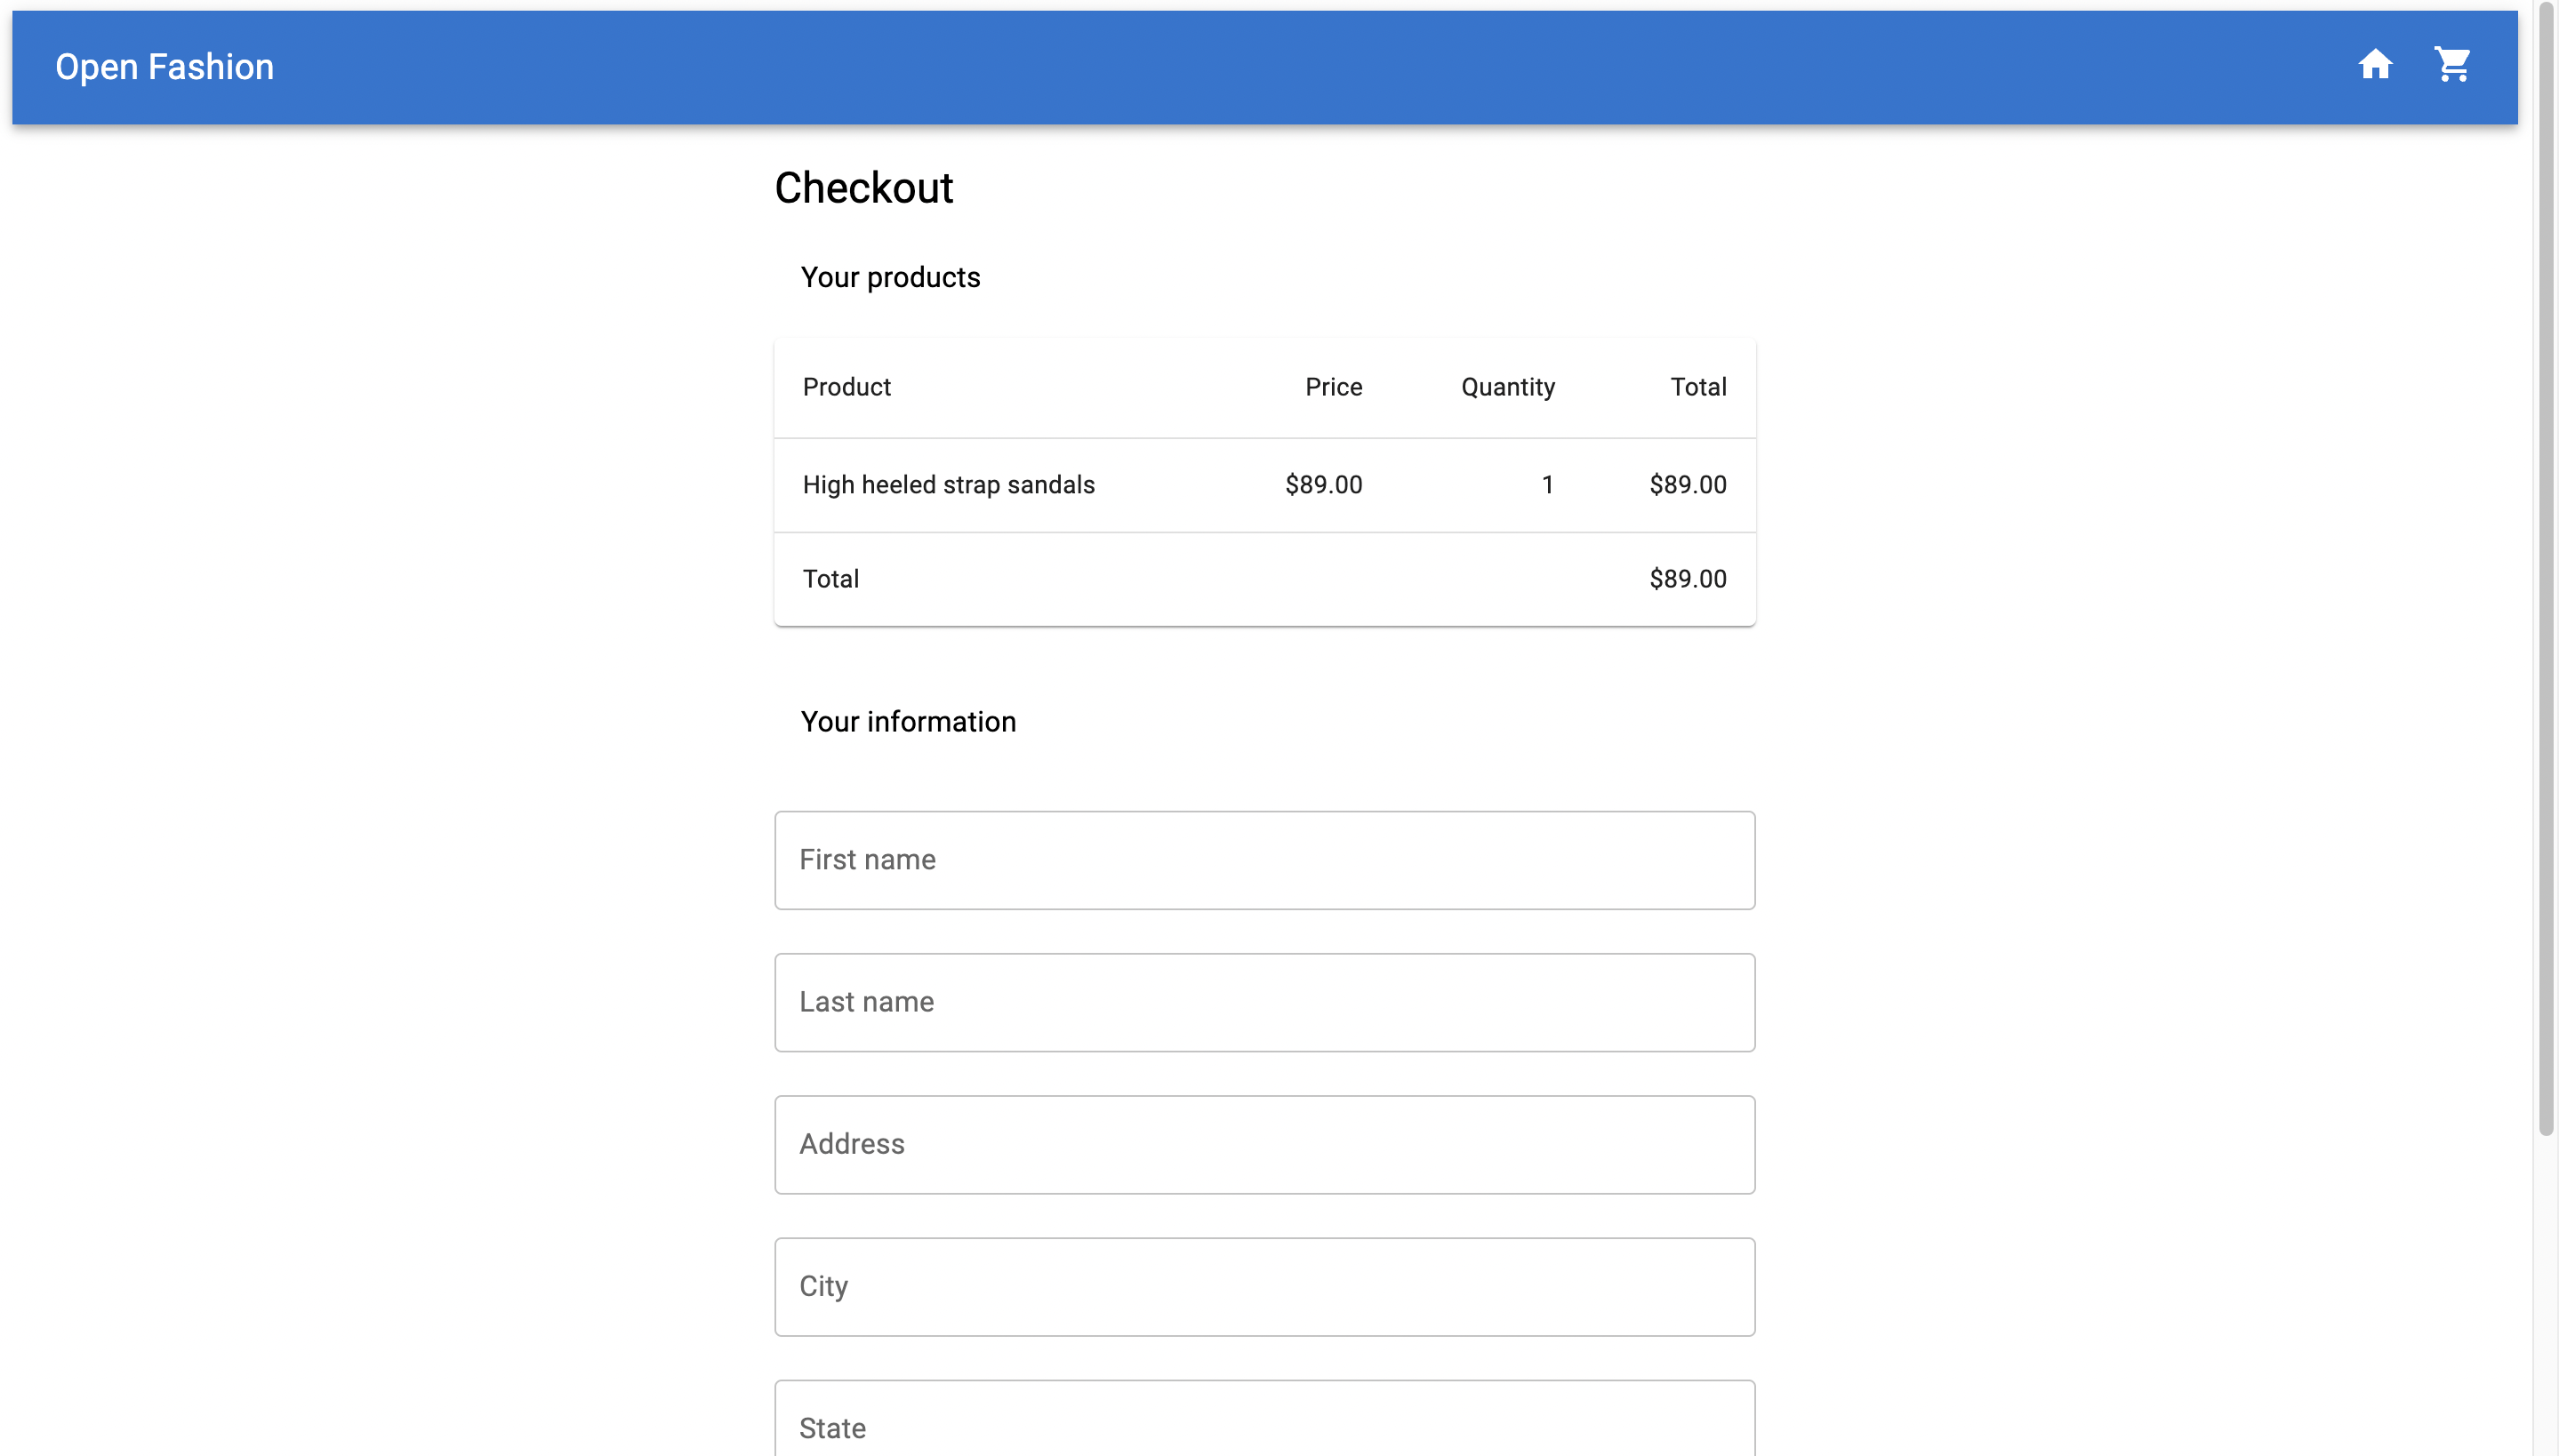 Open Fashion
Checkout
Your products
Product Price Quantity Total
High heeled strap sandals $89.00 1 $89.00
Total $89.00
Your information
First name
Last name
Address
City
State